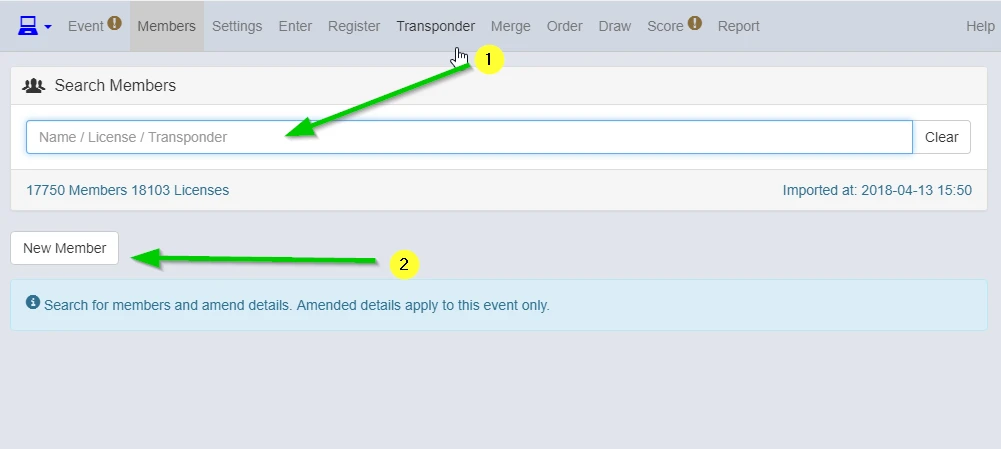 Event ! Members Settings Enter Register Transponder Merge Order Draw Score ! Report Help
1
Search Members
Name / License / Transponder Clear
17750 Members 18103 Licenses Imported at: 2018-04-13 15:50
New Member
2
Search for members and amend details. Amended details apply to this event only.